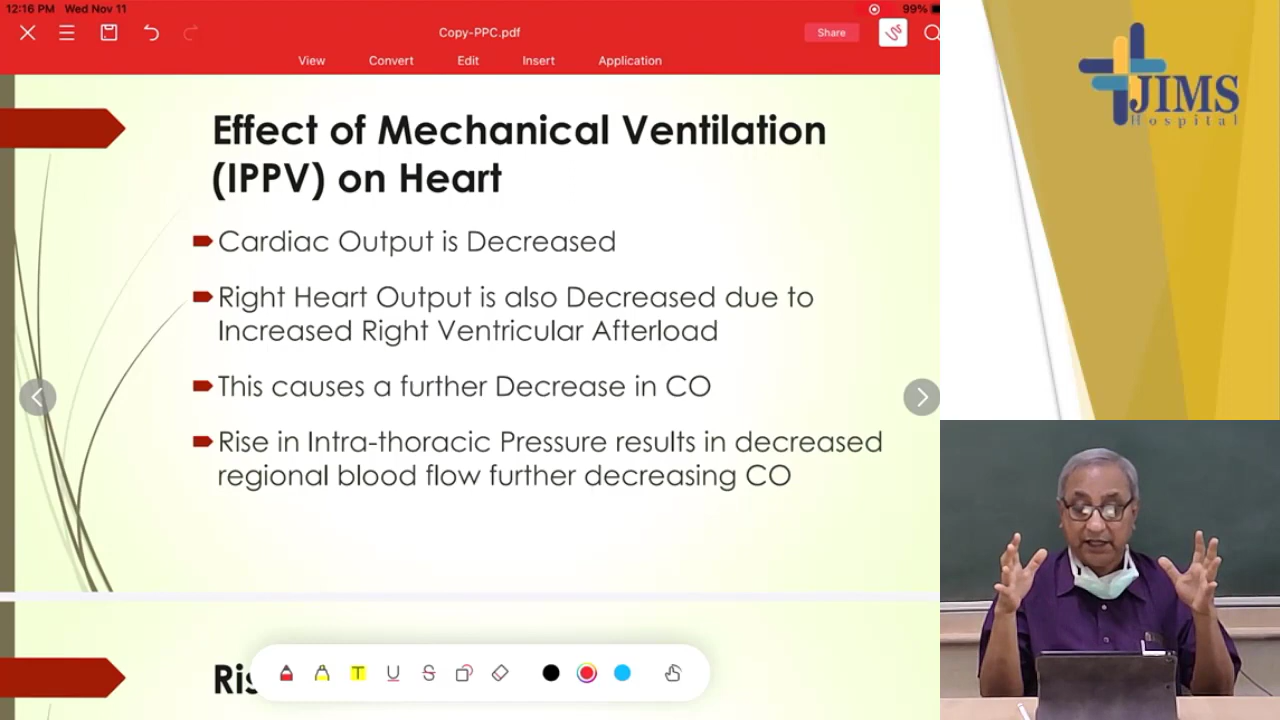 12:16 PM Wed Nov 11
99%
Copy-PPC.pdf
Share
View Convert Edit Insert Application
Effect of Mechanical Ventilation
(IPPV) on Heart
Cardiac Output is Decreased
Right Heart Output is also Decreased due to
Increased Right Ventricular Afterload
This causes a further Decrease in CO
Rise in Intra-thoracic Pressure results in decreased
regional blood flow further decreasing CO
T U S
JIMS
Hospital